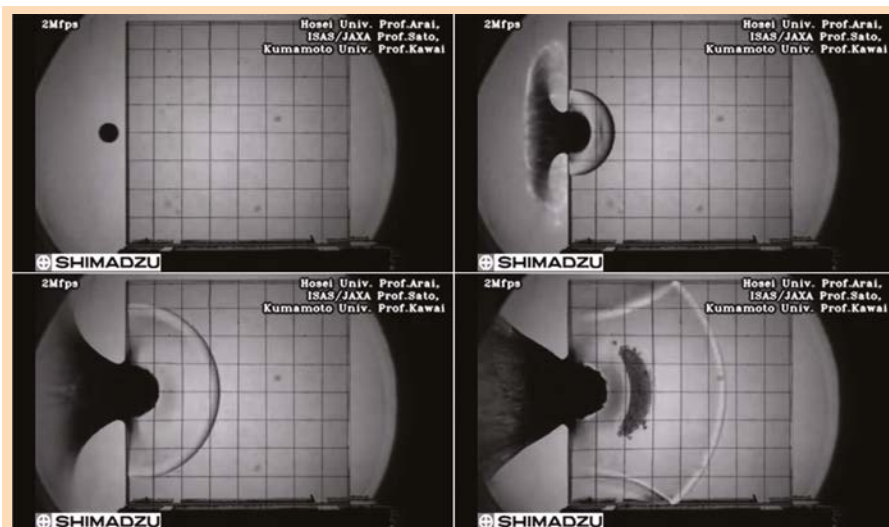 2Mfps
Hosei Univ. Prof.Arai,
ISAS/JAXA Prof.Sato,
Kumamoto Univ. Prof.Kawai
SHIMADZU
2Mfps
Hosei Univ. Prof.Arai,
ISAS/JAXA Prof.Sato,
Kumamoto Univ. Prof.Kawai
SHIMADZU
2Mfps
Hosei Univ. Prof.Arai,
ISAS/JAXA Prof.Sato,
Kumamoto Univ. Prof.Kawai
SHIMADZU
2Mfps
Hosei Univ. Prof.Arai,
ISAS/JAXA Prof.Sato,
Kumamoto Univ. Prof.Kawai
SHIMADZU